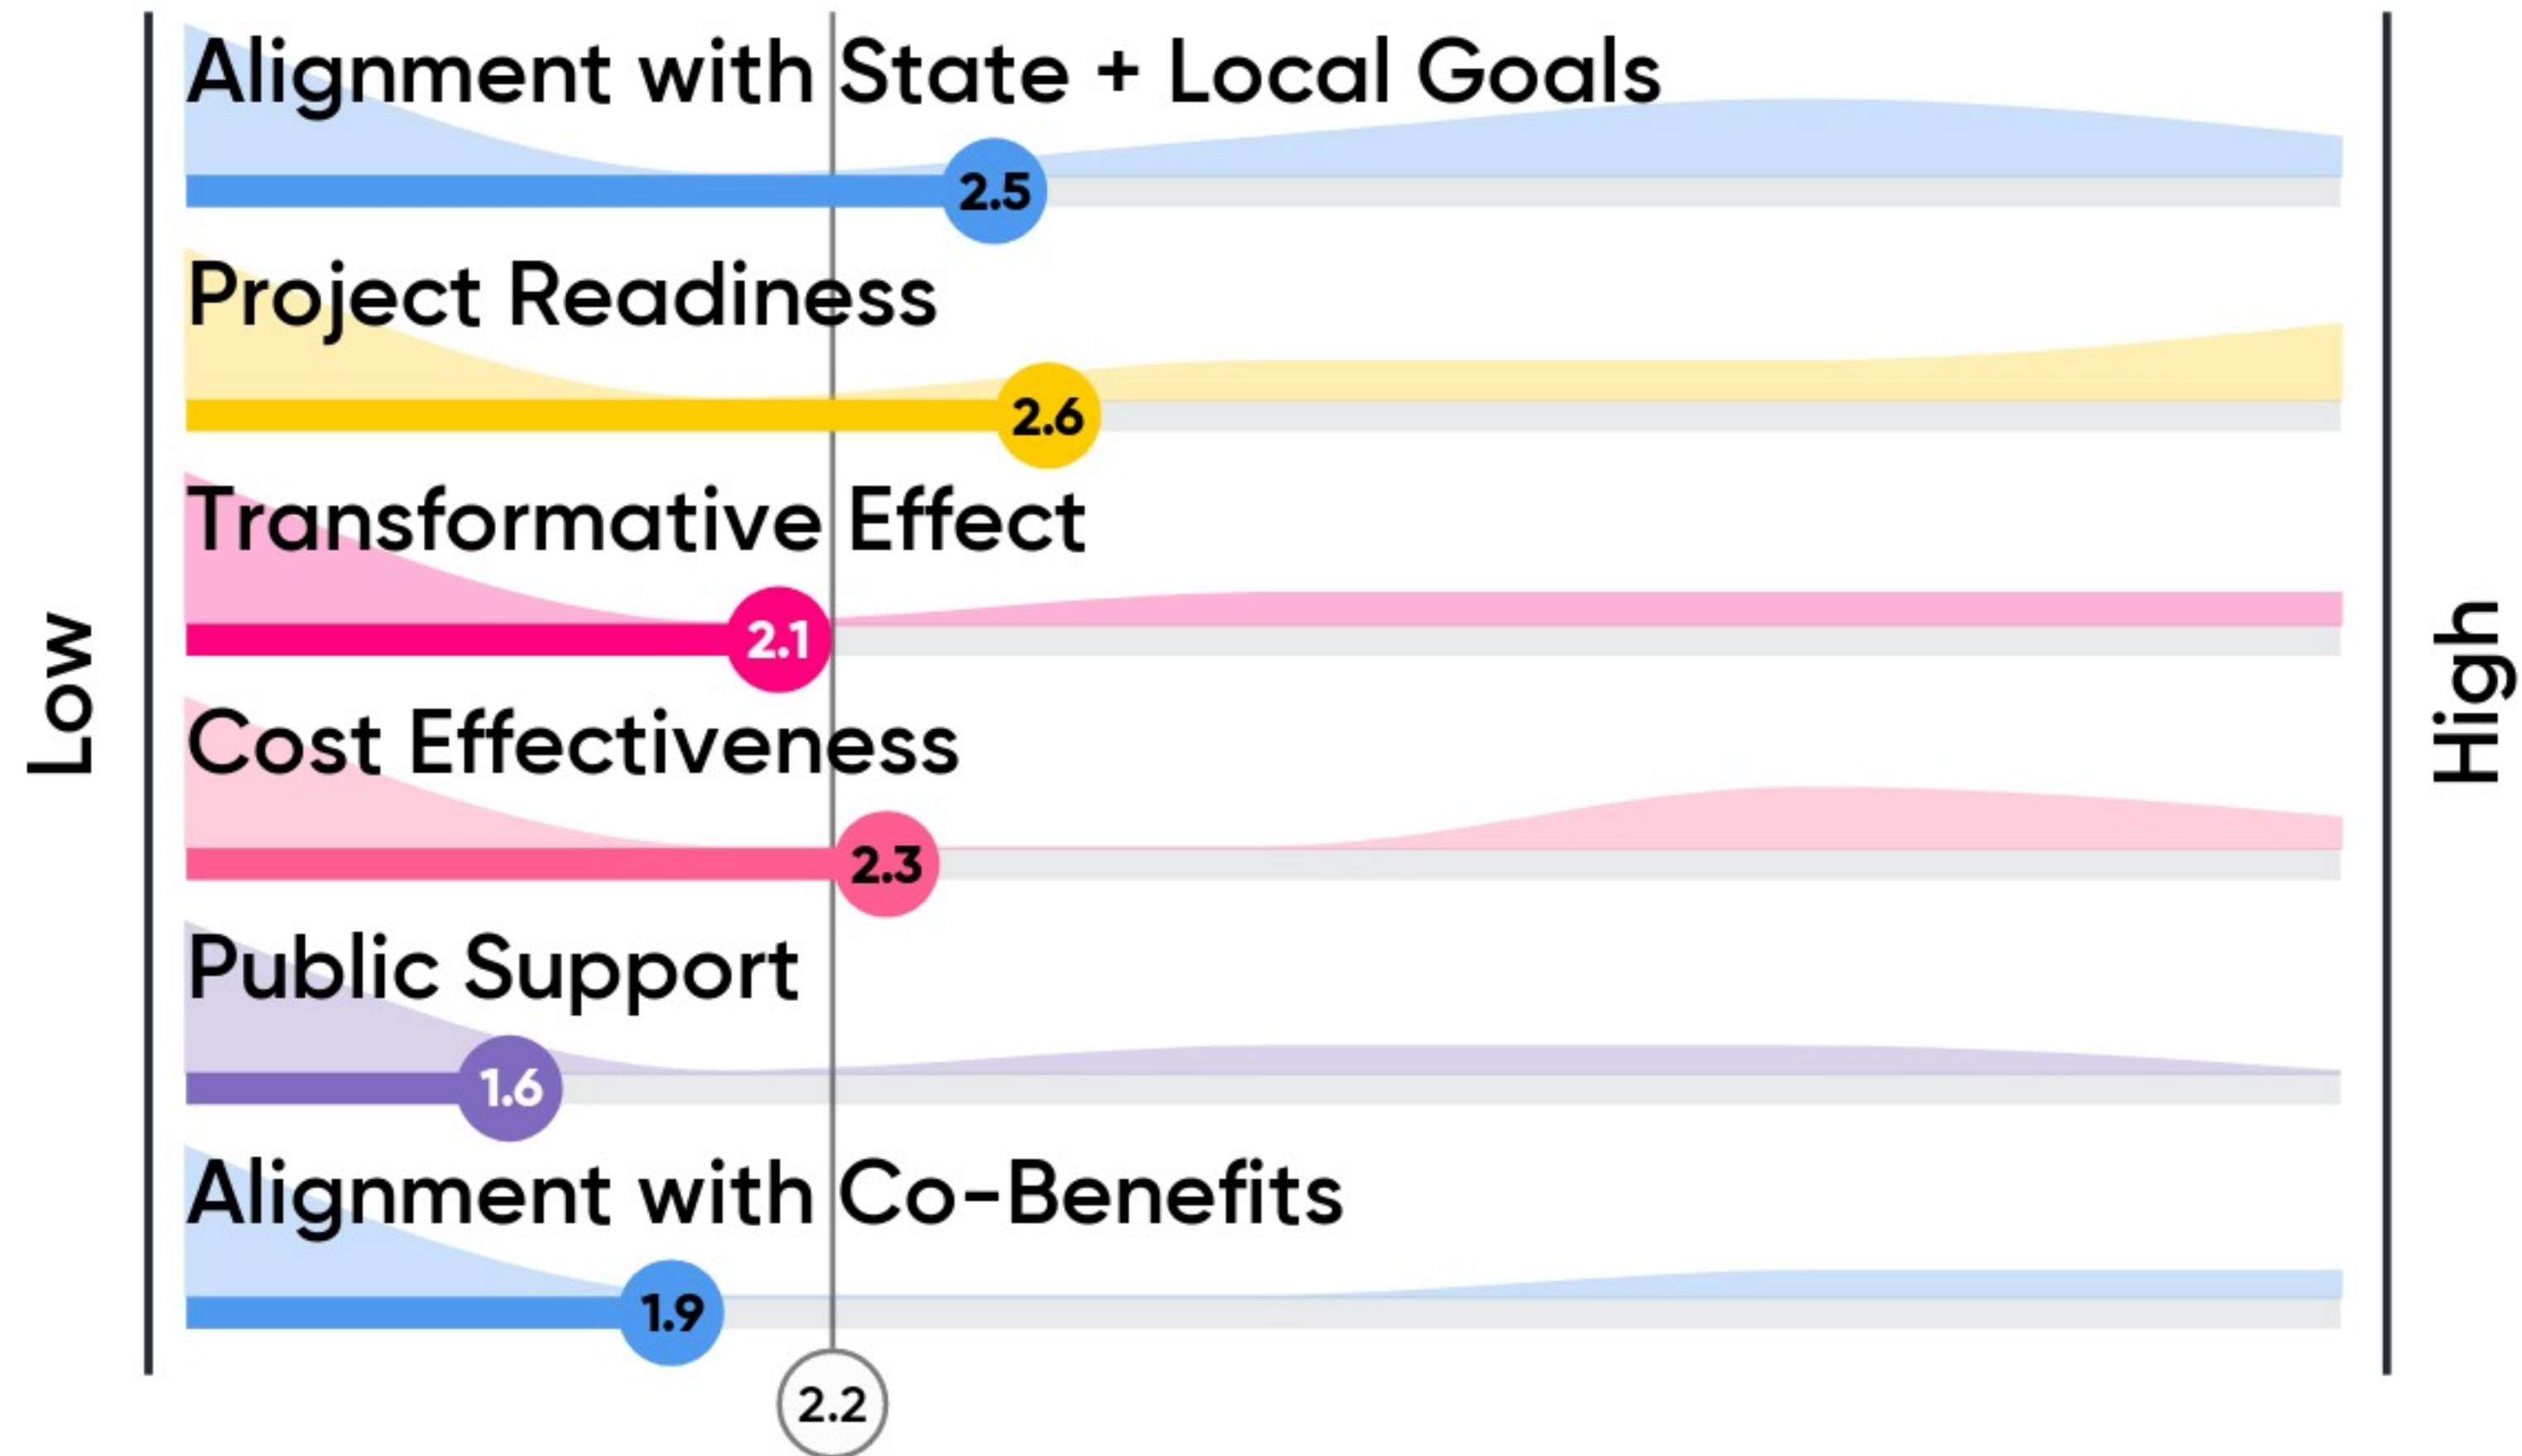 Alignment with State + Local Goals
2.5
Project Readiness
2.6
Transformative Effect
2.1
Low
High
Cost Effectiveness
2.3
Public Support
1.6
Alignment with Co-Benefits
1.9
2.2